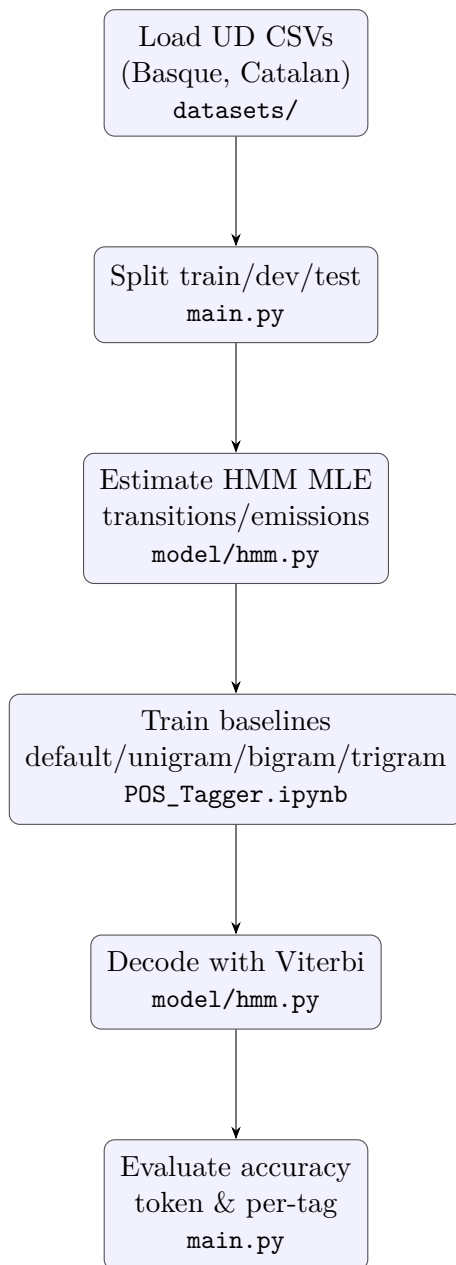 Load UD CSVs
(Basque, Catalan)
datasets/
Split train/dev/test
main.py
Estimate HMM MLE
transitions/emissions
model/hmm.py
Train baselines
default/unigram/bigram/trigram
POS_Tagger.ipynb
Decode with Viterbi
model/hmm.py
Evaluate accuracy
token & per-tag
main.py